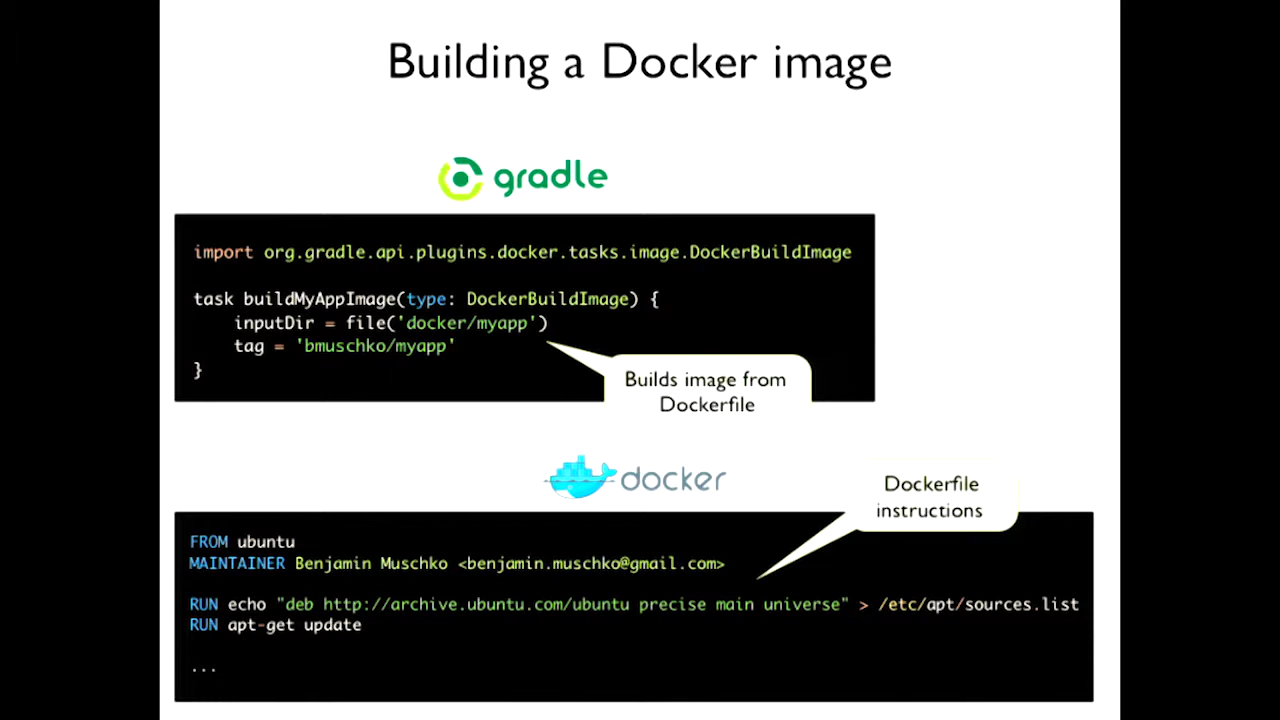 Building a Docker image
gradle
import org.gradle.api.plugins.docker.tasks.image.DockerBuildImage
task buildMyAppImage(type: DockerBuildImage) {
    inputDir = file('docker/myapp')
    tag = 'bmuschko/myapp'
}
Builds image from
Dockerfile
docker
Dockerfile
instructions
FROM ubuntu
MAINTAINER Benjamin Muschko <benjamin.muschko@gmail.com>
RUN echo "deb http://archive.ubuntu.com/ubuntu precise main universe" > /etc/apt/sources.list
RUN apt-get update
...